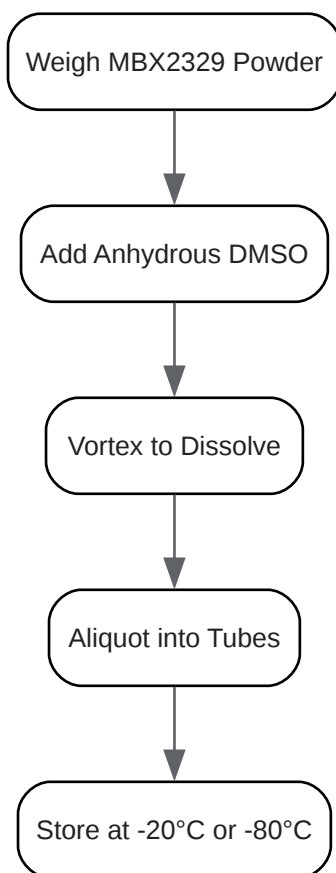 Weigh MBX2329 Powder
Add Anhydrous DMSO
Vortex to Dissolve
Aliquot into Tubes
Store at -20°C or -80°C